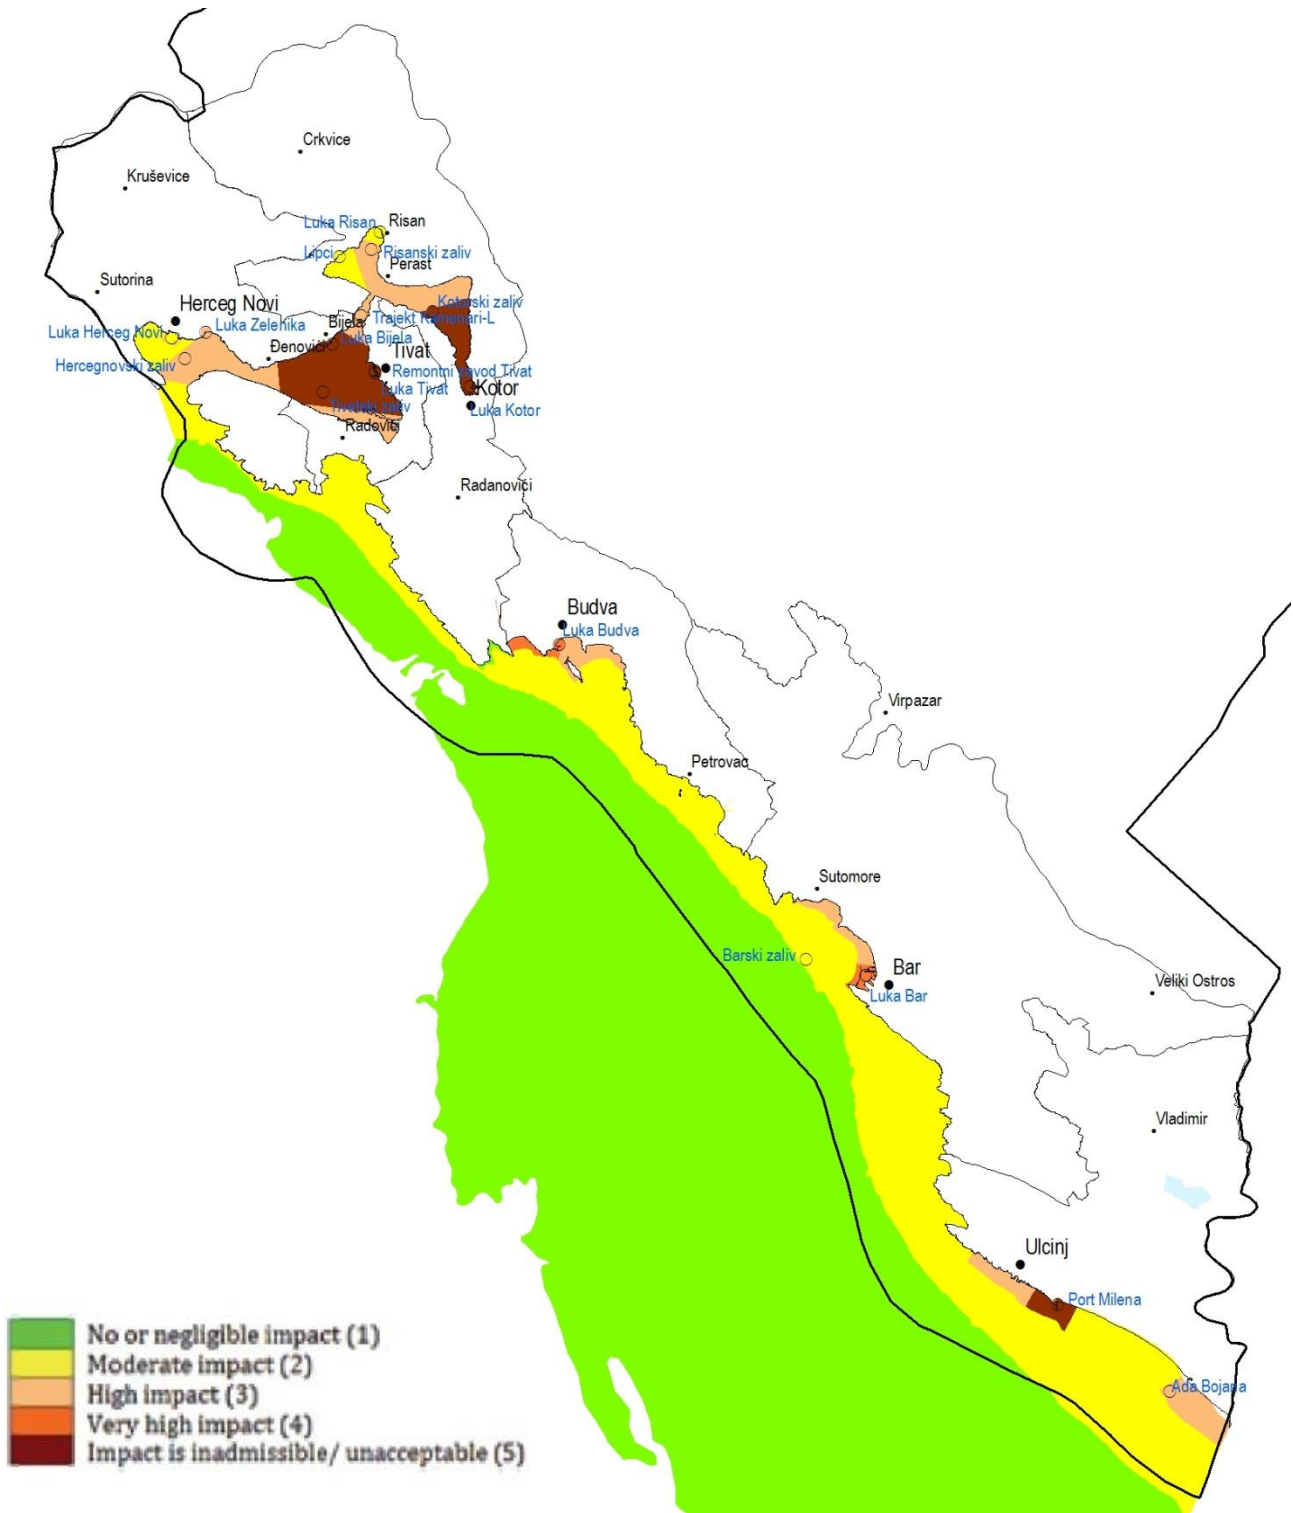 Crkvice
Kruševice
Luka Risan
Risan
Lipci
Risanski zaliv
Perast
Sutorina
Herceg Novi
Kotorski zaliv
Luka Herceg Novi
Luka Zelenika
Bijela
Trajekt Kamenari-L
Luka Bijela
Đenovići
Tivat
Hercegnovski zaliv
Remontni zavod Tivat
Luka Tivat
Kotor
Tivatski zaliv
Luka Kotor
Radovići
Radanovići
Budva
Luka Budva
Virpazar
Petrovac
Sutomore
Barski zaliv
Bar
Luka Bar
Veliki Ostros
Vladimir
Ulcinj
Port Milena
Ada Bojana
No or negligible impact (1)
Moderate impact (2)
High impact (3)
Very high impact (4)
Impact is inadmissible/ unacceptable (5)